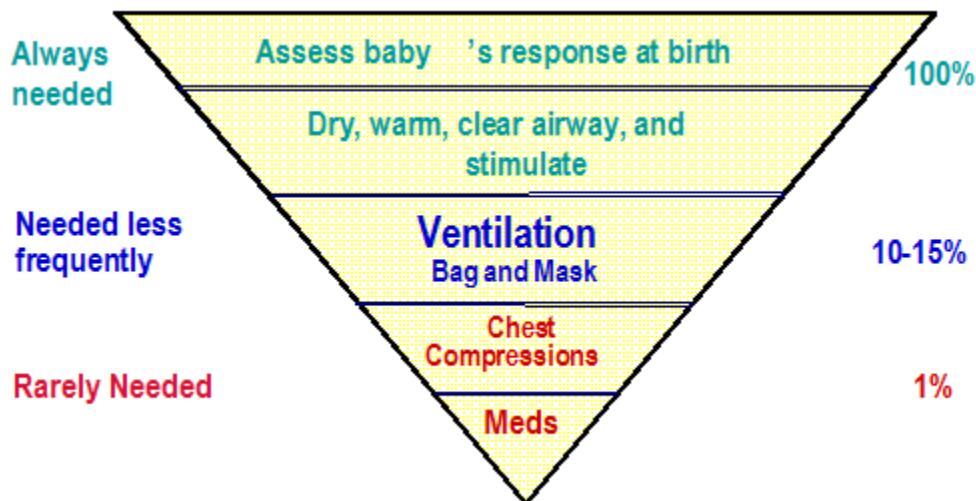 Always
needed
Assess baby ’s response at birth
100%
Dry, warm, clear airway, and
stimulate
Needed less
frequently
Ventilation
Bag and Mask
10-15%
Chest
Compressions
Rarely Needed
1%
Meds